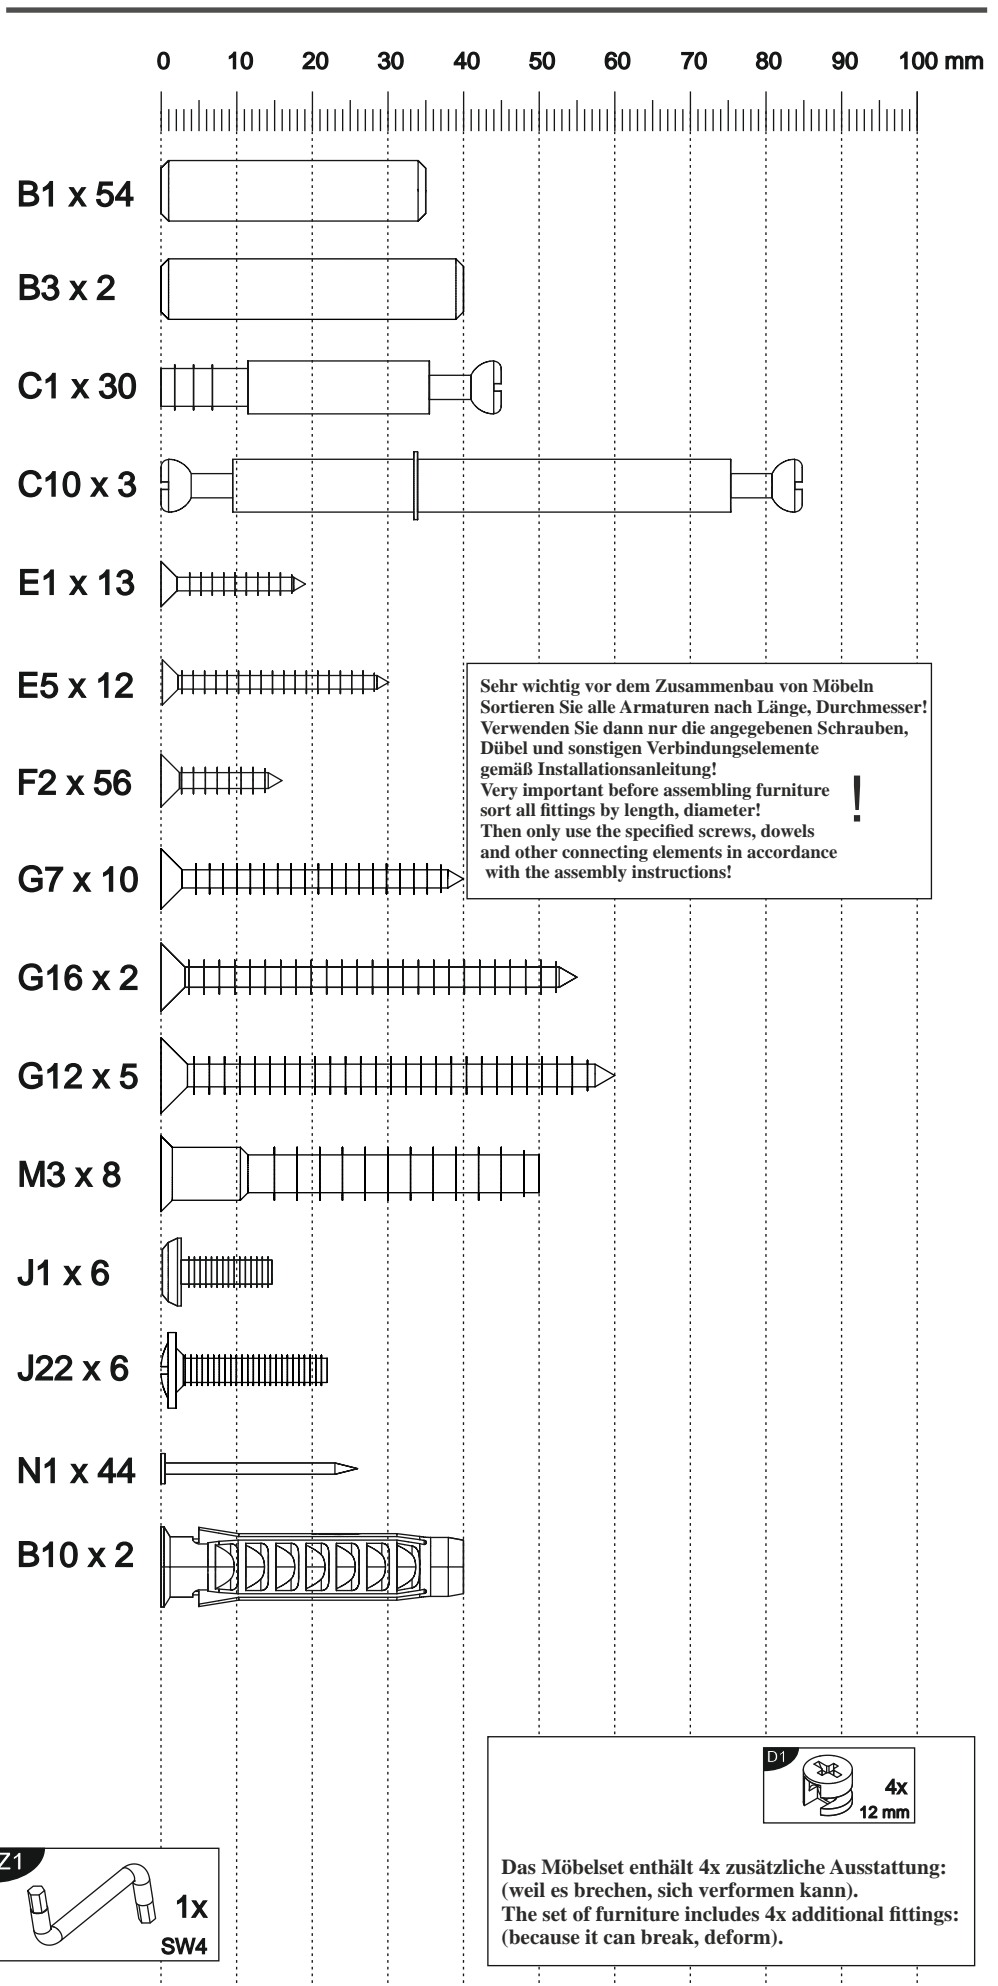 0 10 20 30 40 50 60 70 80 90 100 mm
B1 x 54
B3 x 2
C1 x 30
C10 x 3
E1 x 13
E5 x 12
Sehr wichtig vor dem Zusammenbau von Möbeln
Sortieren Sie alle Armaturen nach Länge, Durchmesser!
Verwenden Sie dann nur die angegebenen Schrauben,
Dübel und sonstigen Verbindungselemente
gemäß Installationsanleitung!
Very important before assembling furniture
sort all fittings by length, diameter!
Then only use the specified screws, dowels
and other connecting elements in accordance
with the assembly instructions!
!
F2 x 56
G7 x 10
G16 x 2
G12 x 5
M3 x 8
J1 x 6
J22 x 6
N1 x 44
B10 x 2
D1
4x
12 mm
Das Möbelset enthält 4x zusätzliche Ausstattung:
(weil es brechen, sich verformen kann).
The set of furniture includes 4x additional fittings:
(because it can break, deform).
Z1
1x
SW4